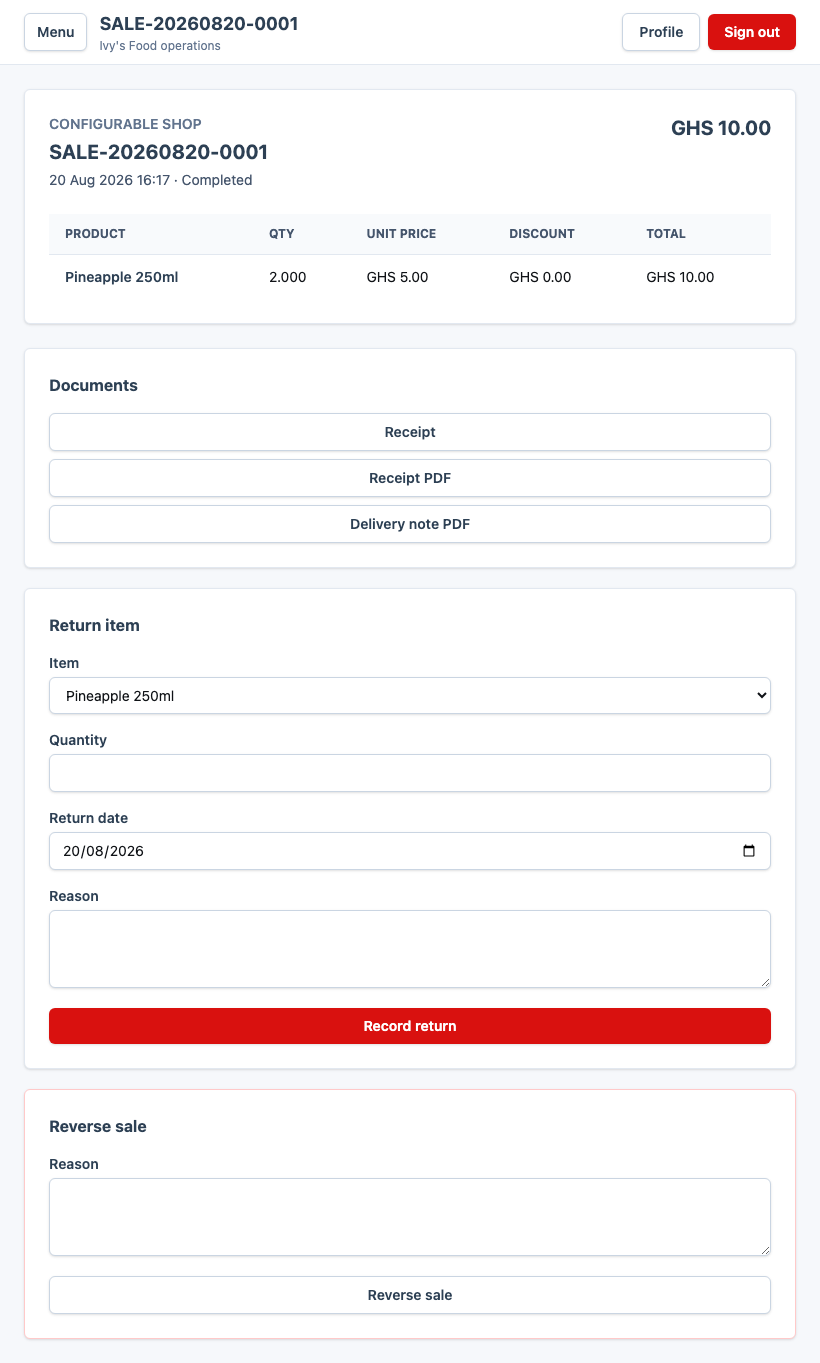 Menu
SALE-20260820-0001
Ivy's Food operations
Profile
Sign out
CONFIGURABLE SHOP
GHS 10.00
SALE-20260820-0001
20 Aug 2026 16:17 · Completed
PRODUCT QTY UNIT PRICE DISCOUNT TOTAL
Pineapple 250ml 2.000 GHS 5.00 GHS 0.00 GHS 10.00
Documents
Receipt
Receipt PDF
Delivery note PDF
Return item
Item
Pineapple 250ml
Quantity
Return date
20/08/2026
Reason
Record return
Reverse sale
Reason
Reverse sale